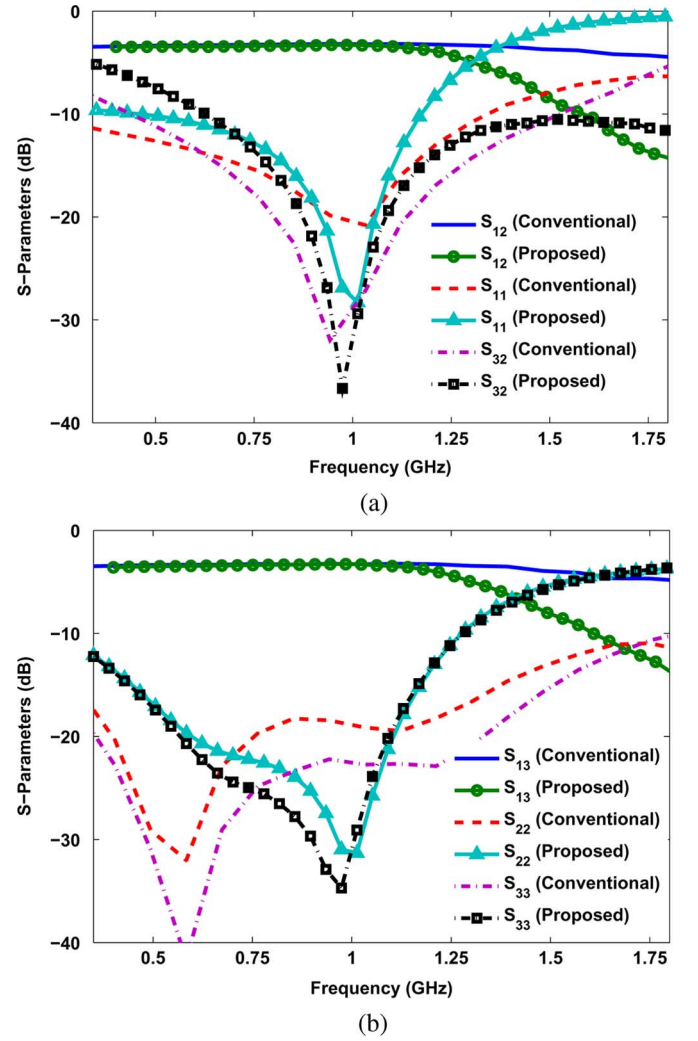 0
−10
−20
−30
−40
S−Parameters (dB)
S12 (Conventional)
S12 (Proposed)
S11 (Conventional)
S11 (Proposed)
S32 (Conventional)
S32 (Proposed)
0.5 0.75 1 1.25 1.5 1.75
Frequency (GHz)
(a)
0
−10
−20
−30
−40
S−Parameters (dB)
S13 (Conventional)
S13 (Proposed)
S22 (Conventional)
S22 (Proposed)
S33 (Conventional)
S33 (Proposed)
0.5 0.75 1 1.25 1.5 1.75
Frequency (GHz)
(b)